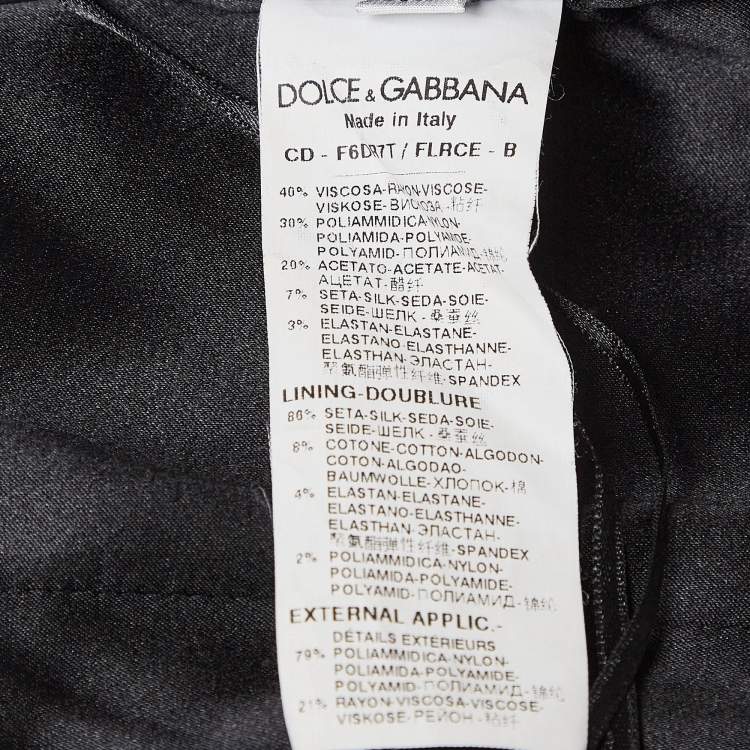 DOLCE & GABBANA
Made in Italy
CD - F6DR7T / FLRCE - B
40% VISCOSA-RAYON-VISCOSE-
VISKOSE-ВИСКОЗА-粘纤
30% POLIAMMIDICA-NYLON-
POLIAMIDA-POLYAMIDE-
POLYAMID-ПОЛИАМИД-锦纶
20% ACETATO-ACETATE-ACETAT-
АЦЕТАТ-醋纤
7% SETA-SILK-SEDA-SOIE-
SEIDE-ШЕЛК-桑蚕丝
3% ELASTAN-ELASTANE-
ELASTANO-ELASTHANNE-
ELASTHAN-ЭЛАСТАН-
聚氨酯弹性纤维-SPANDEX
LINING-DOUBLURE
86% SETA-SILK-SEDA-SOIE-
SEIDE-ШЕЛК-桑蚕丝
8% COTONE-COTTON-ALGODON-
COTON-ALGODAO-
BAUMWOLLE-ХЛОПОК-棉
4% ELASTAN-ELASTANE-
ELASTANO-ELASTHANNE-
ELASTHAN-ЭЛАСТАН-
聚氨酯弹性纤维-SPANDEX
2% POLIAMMIDICA-NYLON-
POLIAMIDA-POLYAMIDE-
POLYAMID-ПОЛИАМИД-锦纶
EXTERNAL APPLIC.-
DÉTAILS EXTÉRIEURS
79% POLIAMMIDICA-NYLON-
POLIAMIDA-POLYAMIDE-
POLYAMID-ПОЛИАМИД-锦纶
21% RAYON-VISCOSA-VISCOSE-
VISKOSE-РЕЙОН-粘纤